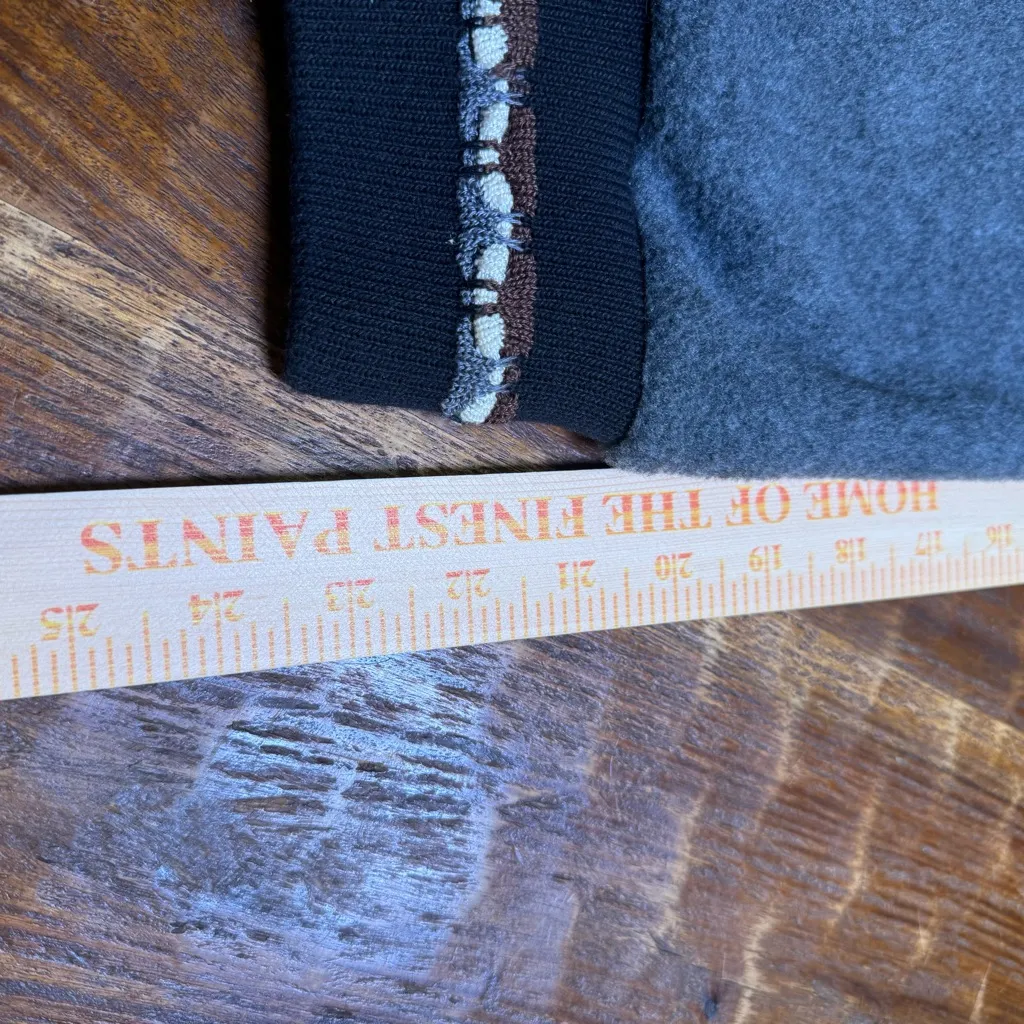 HOME OF THE FINEST PAINTS
16 17 18 19 20 21 22 23 24 25